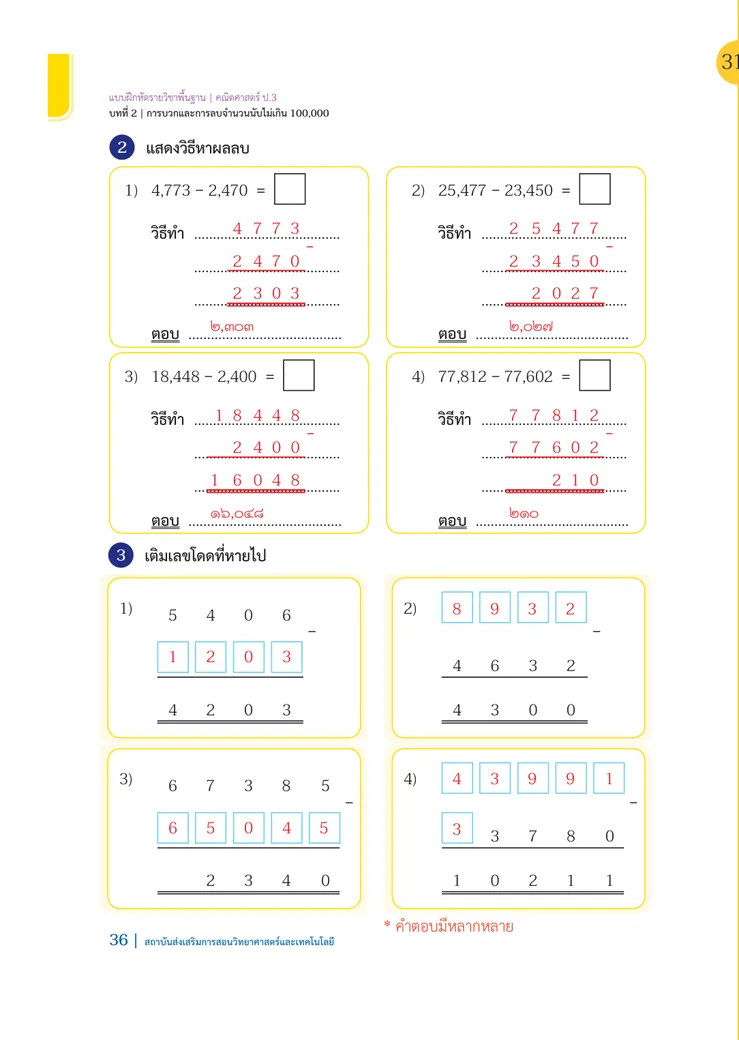 31
แบบฝึกหัดรายวิชาพื้นฐาน | คณิตศาสตร์ ป.3
บทที่ 2 | การบวกและการลบจำนวนนับไม่เกิน 100,000
2 แสดงวิธีหาผลลบ
1) 4,773 – 2,470 =
วิธีทำ 4 7 7 3
–
2 4 7 0
2 3 0 3
ตอบ ๒,๓๐๓
2) 25,477 – 23,450 =
วิธีทำ 2 5 4 7 7
–
2 3 4 5 0
2 0 2 7
ตอบ ๒,๐๒๗
3) 18,448 – 2,400 =
วิธีทำ 1 8 4 4 8
–
2 4 0 0
1 6 0 4 8
ตอบ ๑๖,๐๔๘
4) 77,812 – 77,602 =
วิธีทำ 7 7 8 1 2
–
7 7 6 0 2
2 1 0
ตอบ ๒๑๐
3 เติมเลขโดดที่หายไป
1) 5 4 0 6
–
1 2 0 3
4 2 0 3
2) 8 9 3 2
–
4 6 3 2
4 3 0 0
3) 6 7 3 8 5
–
6 5 0 4 5
2 3 4 0
4) 4 3 9 9 1
–
3 3 7 8 0
1 0 2 1 1
* คำตอบมีหลากหลาย
36 | สถาบันส่งเสริมการสอนวิทยาศาสตร์และเทคโนโลยี